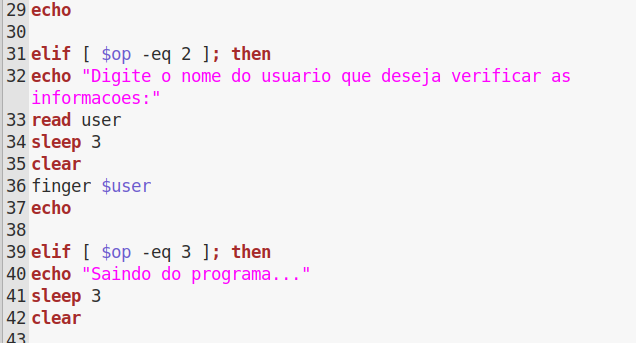 29 echo
30
31 elif [ $op -eq 2 ]; then
32 echo "Digite o nome do usuario que deseja verificar as
informacoes:"
33 read user
34 sleep 3
35 clear
36 finger $user
37 echo
38
39 elif [ $op -eq 3 ]; then
40 echo "Saindo do programa..."
41 sleep 3
42 clear
43